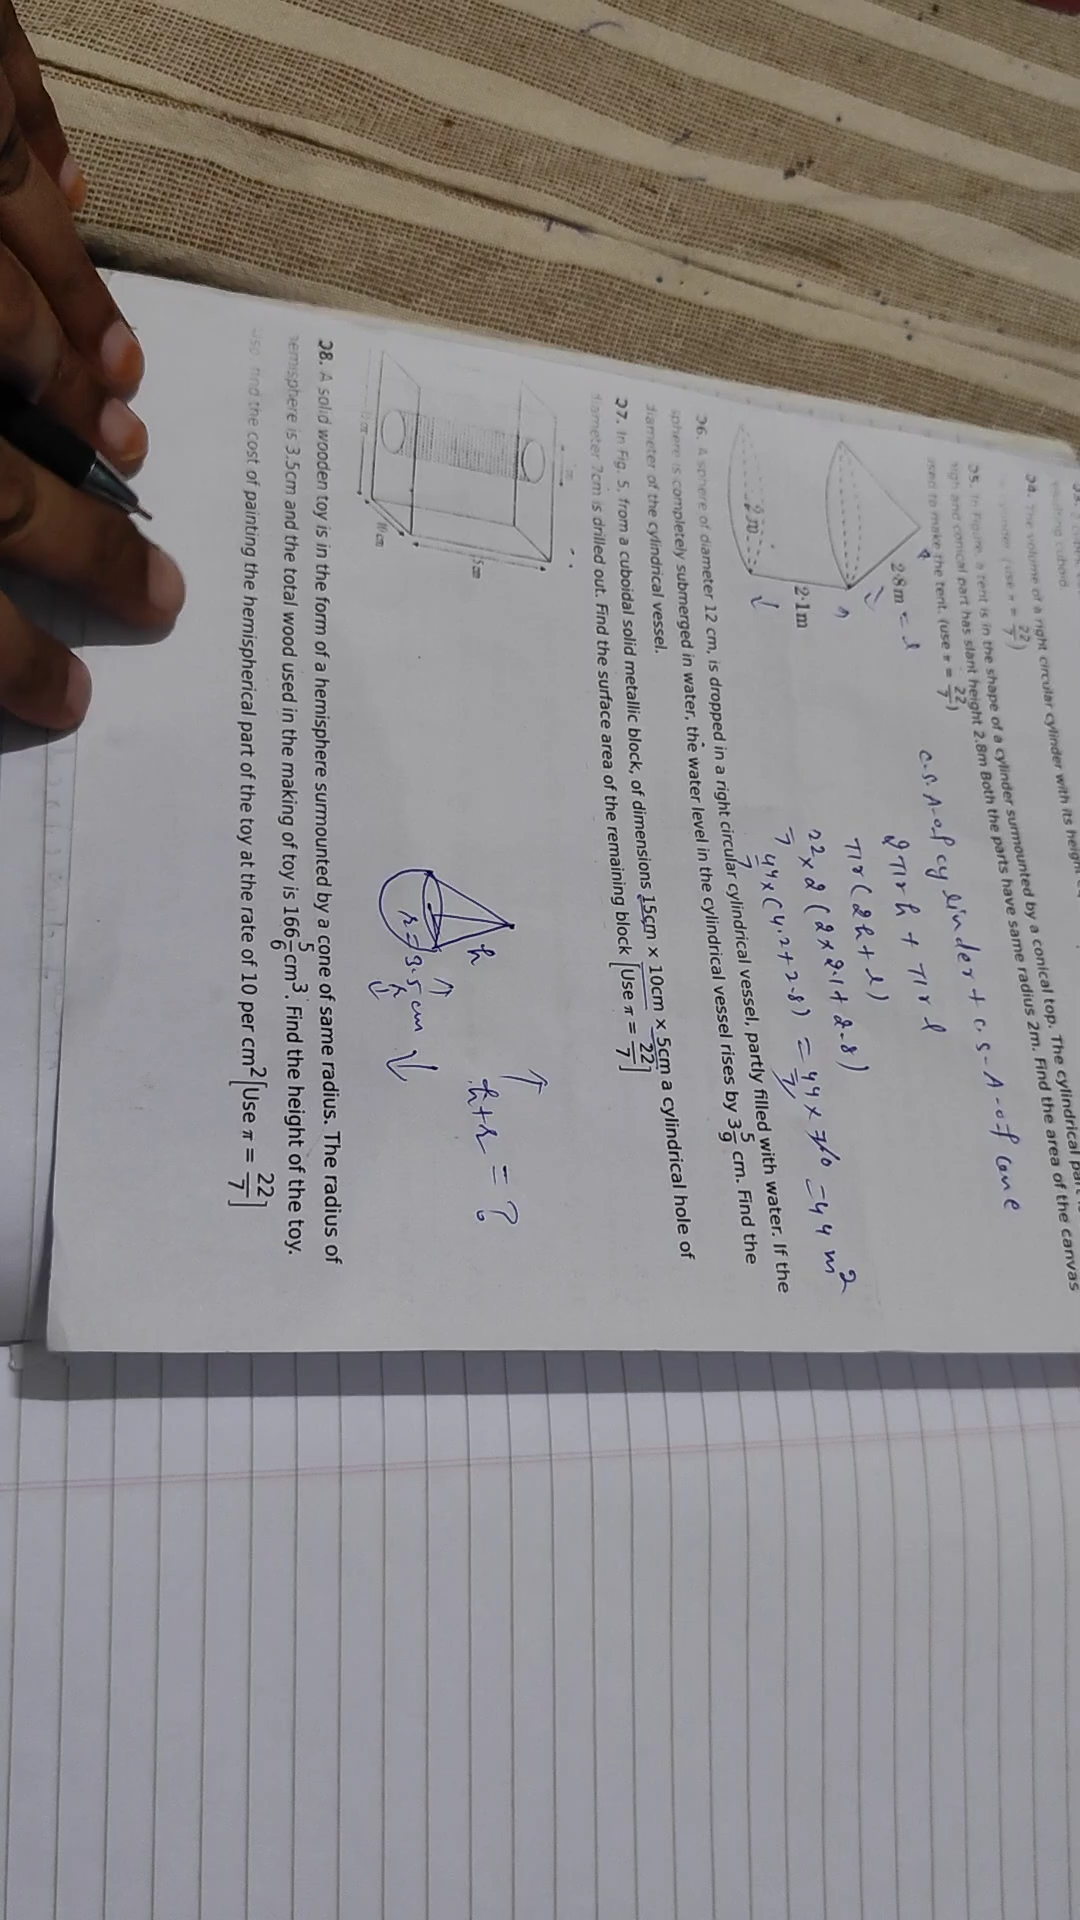 24. The volume of a right circular cylinder with its height
(use π = 22/7)
25. In Figure, a tent is in the shape of a cylinder surmounted by a conical top. The cylindrical part
high and conical part has slant height 2.8m Both the parts have same radius 2m. Find the area of the canvas
used to make the tent. (use π = 22/7)
C.S.A of cylinder + C.S.A of cone
2πrh + πrl
πr(2h+l)
22/7 × 2 (2×2.1+2.8)
44/7 × (4.2+2.8) = 44/7 × 7.0 = 44 m²
2.8m = l
2.1m
2m
26. A sphere of diameter 12 cm, is dropped in a right circular cylindrical vessel, partly filled with water. If the
sphere is completely submerged in water, the water level in the cylindrical vessel rises by 3 5/9 cm. Find the
diameter of the cylindrical vessel.
27. In Fig. 5, from a cuboidal solid metallic block, of dimensions 15cm × 10cm × 5cm a cylindrical hole of
diameter 7cm is drilled out. Find the surface area of the remaining block [Use π = 22/7]
5 cm
10 cm
15 cm
h
r = 3.5 cm
h+r = ?
28. A solid wooden toy is in the form of a hemisphere surmounted by a cone of same radius. The radius of
hemisphere is 3.5cm and the total wood used in the making of toy is 166 5/6 cm³. Find the height of the toy.
also, find the cost of painting the hemispherical part of the toy at the rate of 10 per cm² [Use π = 22/7]